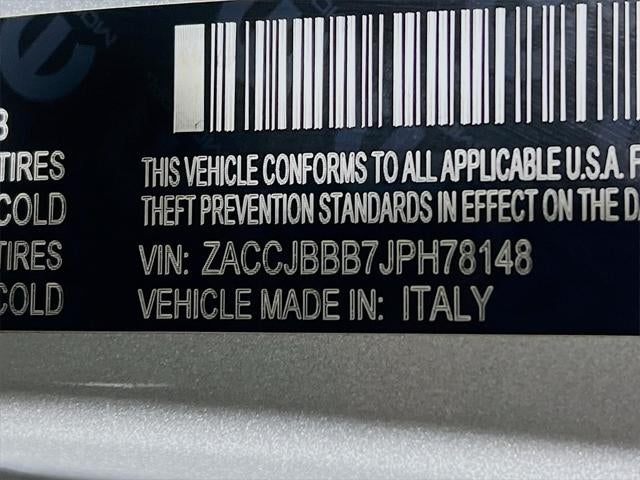 THIS VEHICLE CONFORMS TO ALL APPLICABLE U.S.A.
TIRES
THEFT PREVENTION STANDARDS IN EFFECT ON THE
COLD
TIRES
VIN: ZACCJBBB7JPH78148
COLD
VEHICLE MADE IN: ITALY